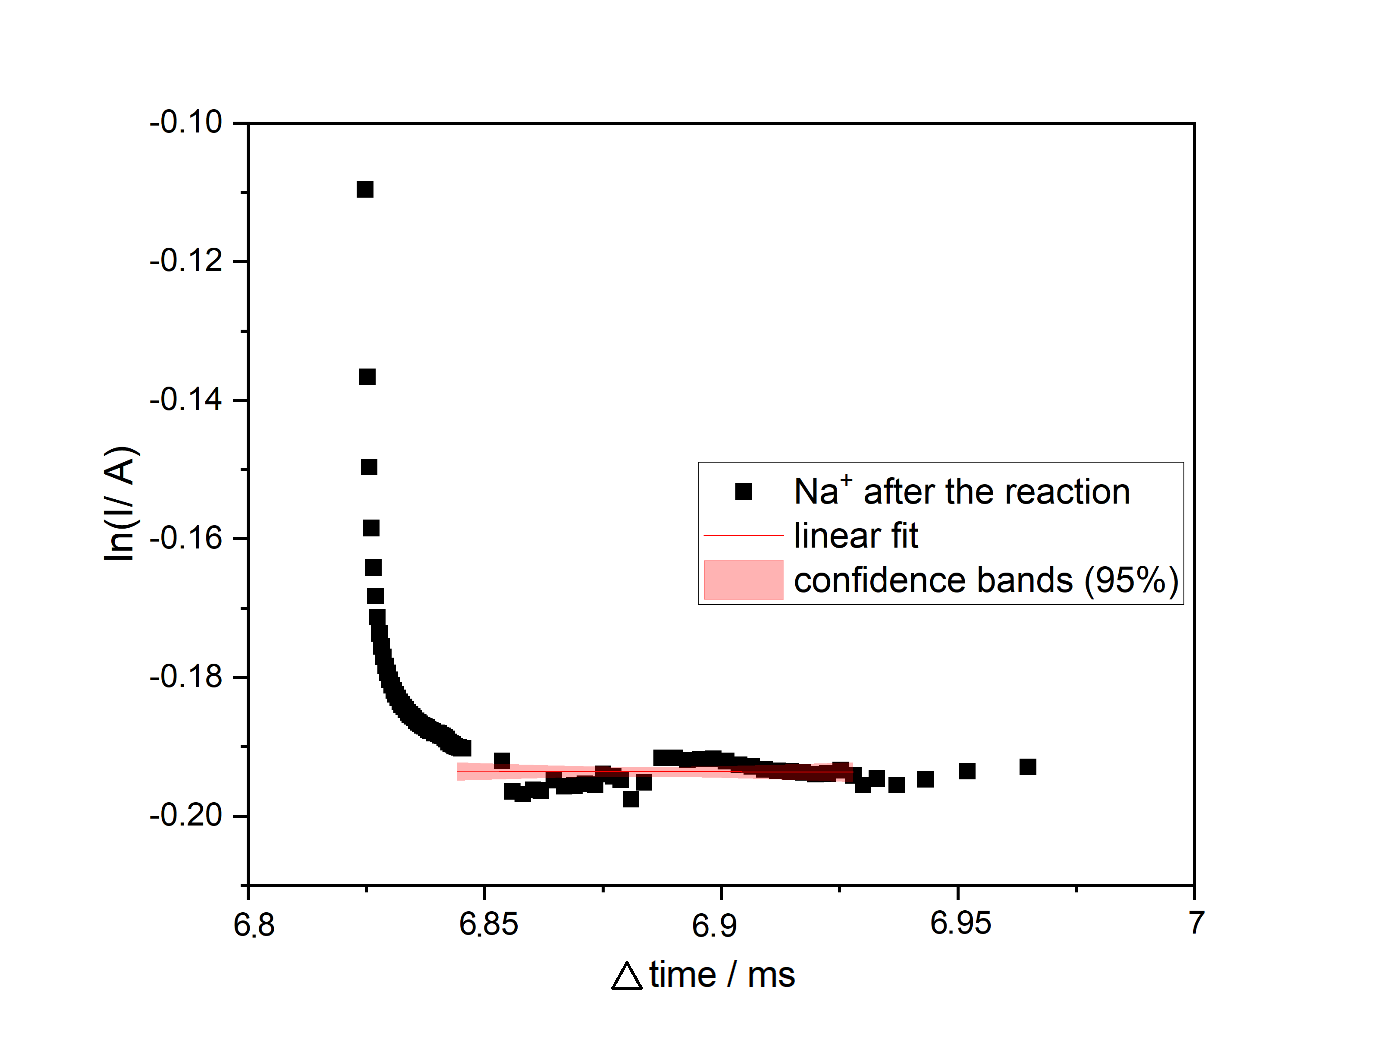 -0.10
-0.12
-0.14
-0.16
-0.18
-0.20
ln(I/ A)
Na⁺ after the reaction
linear fit
confidence bands (95%)
6.8 6.85 6.9 6.95 7
△ time / ms